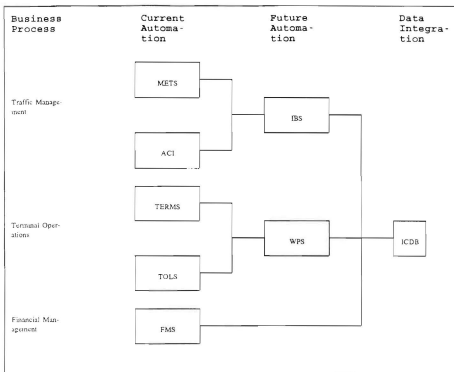 Business Process
Current Automa-
tion
Future Automa-
tion
Data Integra-
tion
METS
Traffic Manage-
ment
IBS
ACI
TERMS
Terminal Oper-
ations
WPS
ICDB
TOLS
Financial Man-
agement
FMS